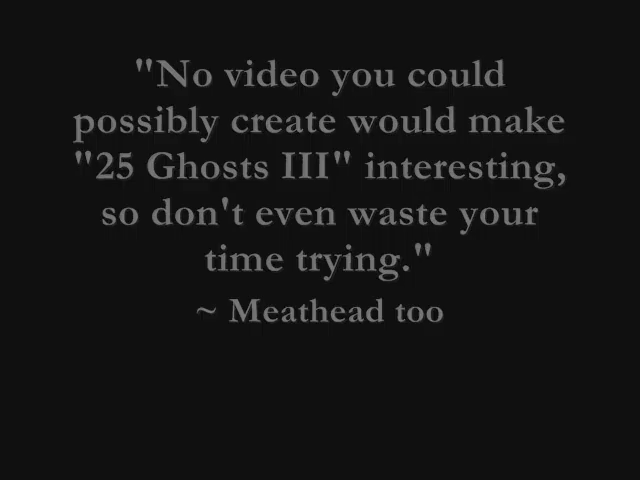 "No video you could
possibly create would make
"25 Ghosts III" interesting,
so don't even waste your
time trying."
~ Meathead too